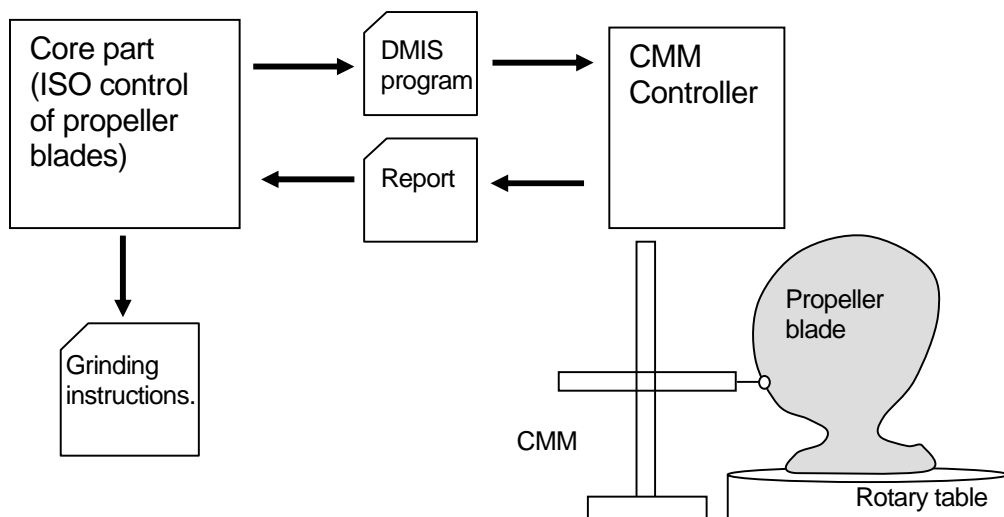 Core part
(ISO control
of propeller
blades)
DMIS
program
CMM
Controller
Report
Propeller
blade
Grinding
instructions.
CMM
Rotary table